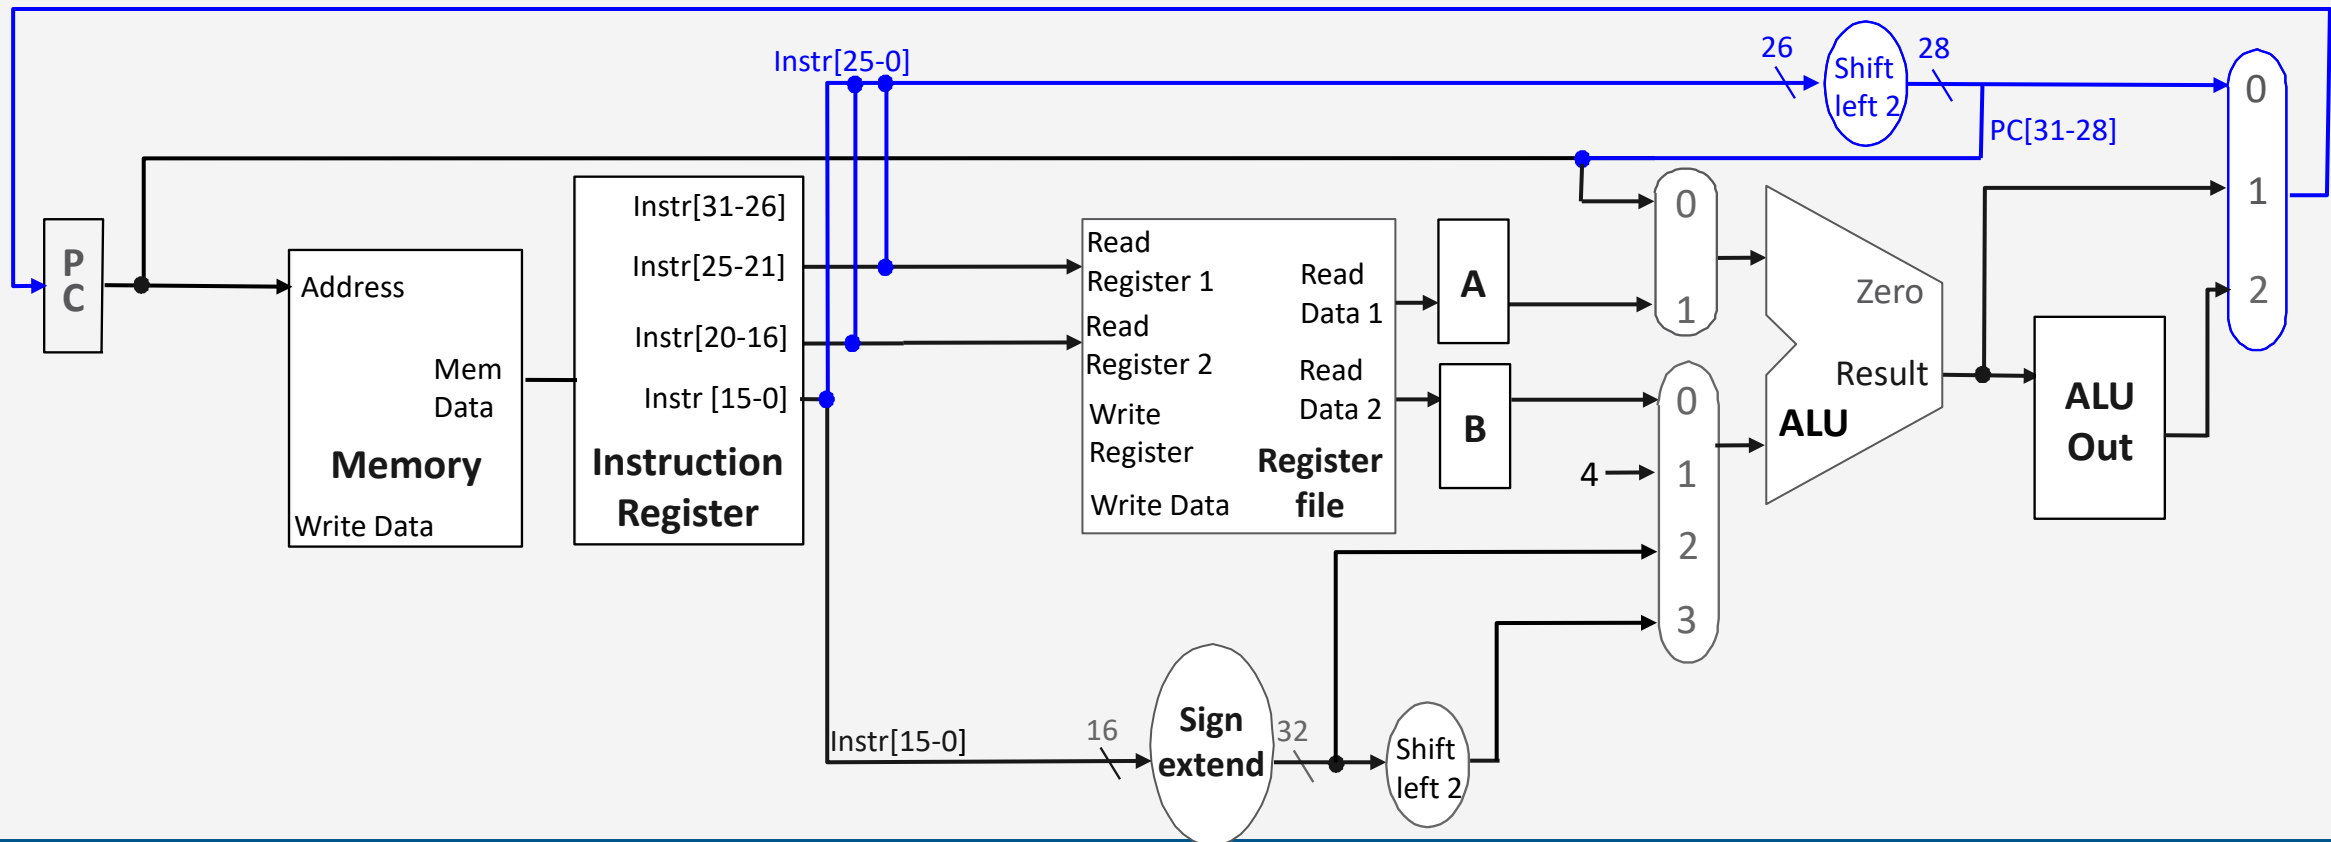 Instr[25-0]
26
Shift
left 2
28
PC[31-28]
0
1
2
P
C
Address
Mem
Data
Memory
Write Data
Instr[31-26]
Instr[25-21]
Instr[20-16]
Instr [15-0]
Instruction
Register
Read
Register 1
Read
Register 2
Write
Register
Write Data
Read
Data 1
Read
Data 2
Register
file
A
B
0
1
4
0
1
2
3
Zero
Result
ALU
ALU
Out
Instr[15-0]
16
Sign
extend
32
Shift
left 2